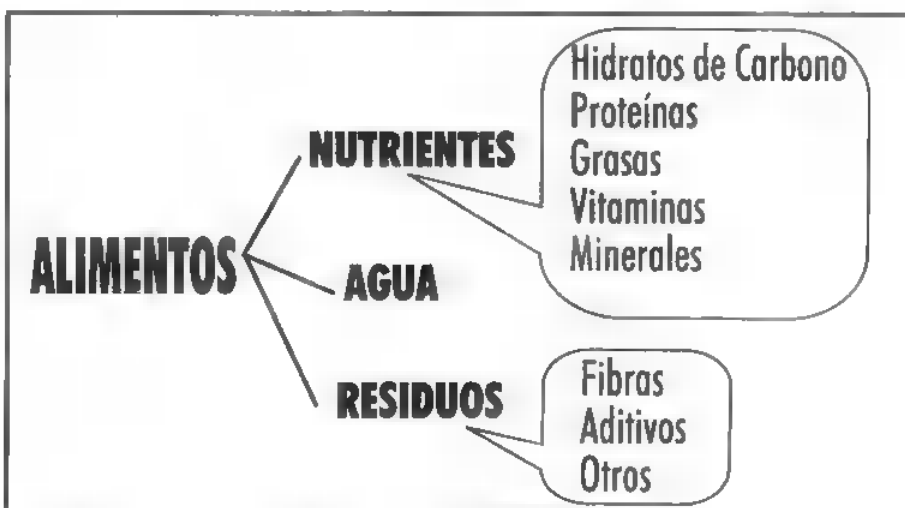 ALIMENTOS
NUTRIENTES
Hidratos de Carbono
Proteínas
Grasas
Vitaminas
Minerales
AGUA
RESIDUOS
Fibras
Aditivos
Otros